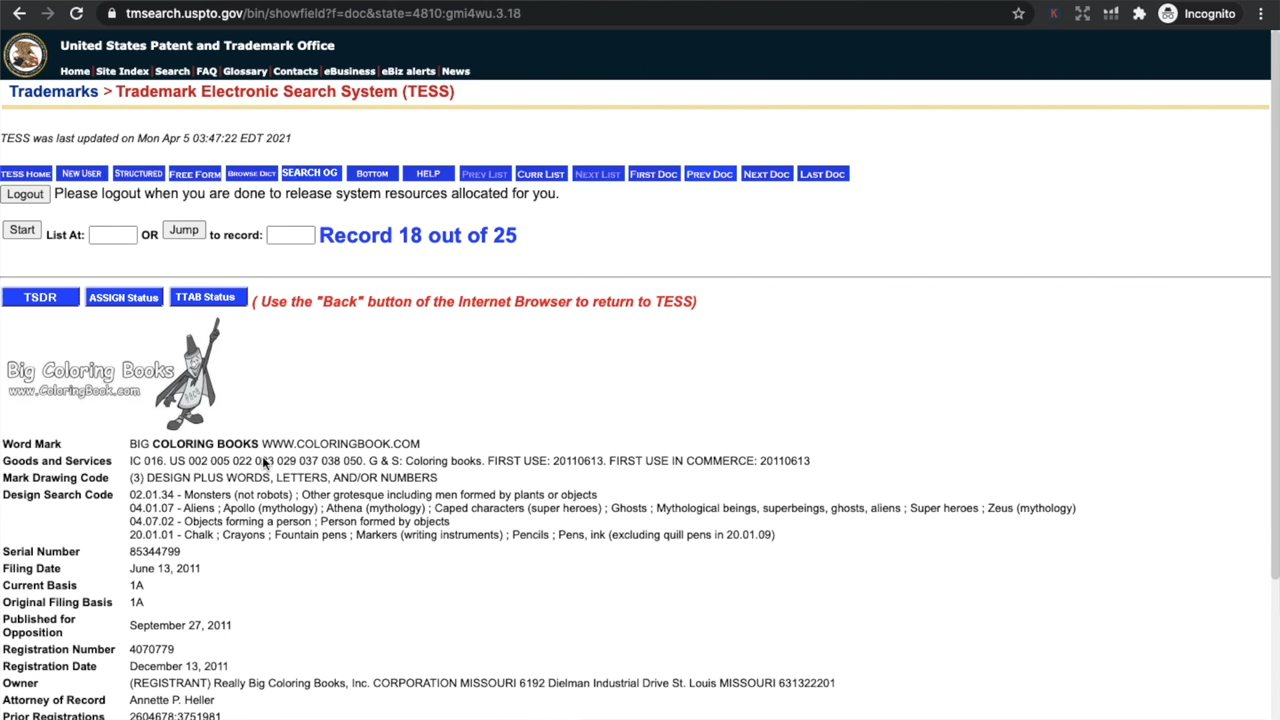 tmsearch.uspto.gov/bin/showfield?f=doc&state=4810:gmi4wu.3.18
Incognito
United States Patent and Trademark Office
Home | Site Index | Search | FAQ | Glossary | Contacts | eBusiness | eBiz alerts | News
Trademarks > Trademark Electronic Search System (TESS)
TESS was last updated on Mon Apr 5 03:47:22 EDT 2021
TESS HOME NEW USER STRUCTURED FREE FORM BROWSE DICT SEARCH OG BOTTOM HELP PREV LIST CURR LIST NEXT LIST FIRST DOC PREV DOC NEXT DOC LAST DOC
Logout Please logout when you are done to release system resources allocated for you.
Start List At: OR Jump to record: Record 18 out of 25
TSDR ASSIGN Status TTAB Status ( Use the "Back" button of the Internet Browser to return to TESS)
Big Coloring Books
www.ColoringBook.com
Word Mark BIG COLORING BOOKS WWW.COLORINGBOOK.COM
Goods and Services IC 016. US 002 005 022 029 037 038 050. G & S: Coloring books. FIRST USE: 20110613. FIRST USE IN COMMERCE: 20110613
Mark Drawing Code (3) DESIGN PLUS WORDS, LETTERS, AND/OR NUMBERS
Design Search Code 02.01.34 - Monsters (not robots) ; Other grotesque including men formed by plants or objects
04.01.07 - Aliens ; Apollo (mythology) ; Athena (mythology) ; Caped characters (super heroes) ; Ghosts ; Mythological beings, superbeings, ghosts, aliens ; Super heroes ; Zeus (mythology)
04.07.02 - Objects forming a person ; Person formed by objects
20.01.01 - Chalk ; Crayons ; Fountain pens ; Markers (writing instruments) ; Pencils ; Pens, ink (excluding quill pens in 20.01.09)
Serial Number 85344799
Filing Date June 13, 2011
Current Basis 1A
Original Filing Basis 1A
Published for
Opposition September 27, 2011
Registration Number 4070779
Registration Date December 13, 2011
Owner (REGISTRANT) Really Big Coloring Books, Inc. CORPORATION MISSOURI 6192 Dielman Industrial Drive St. Louis MISSOURI 631322201
Attorney of Record Annette P. Heller
Prior Registrations 2604678;3751981